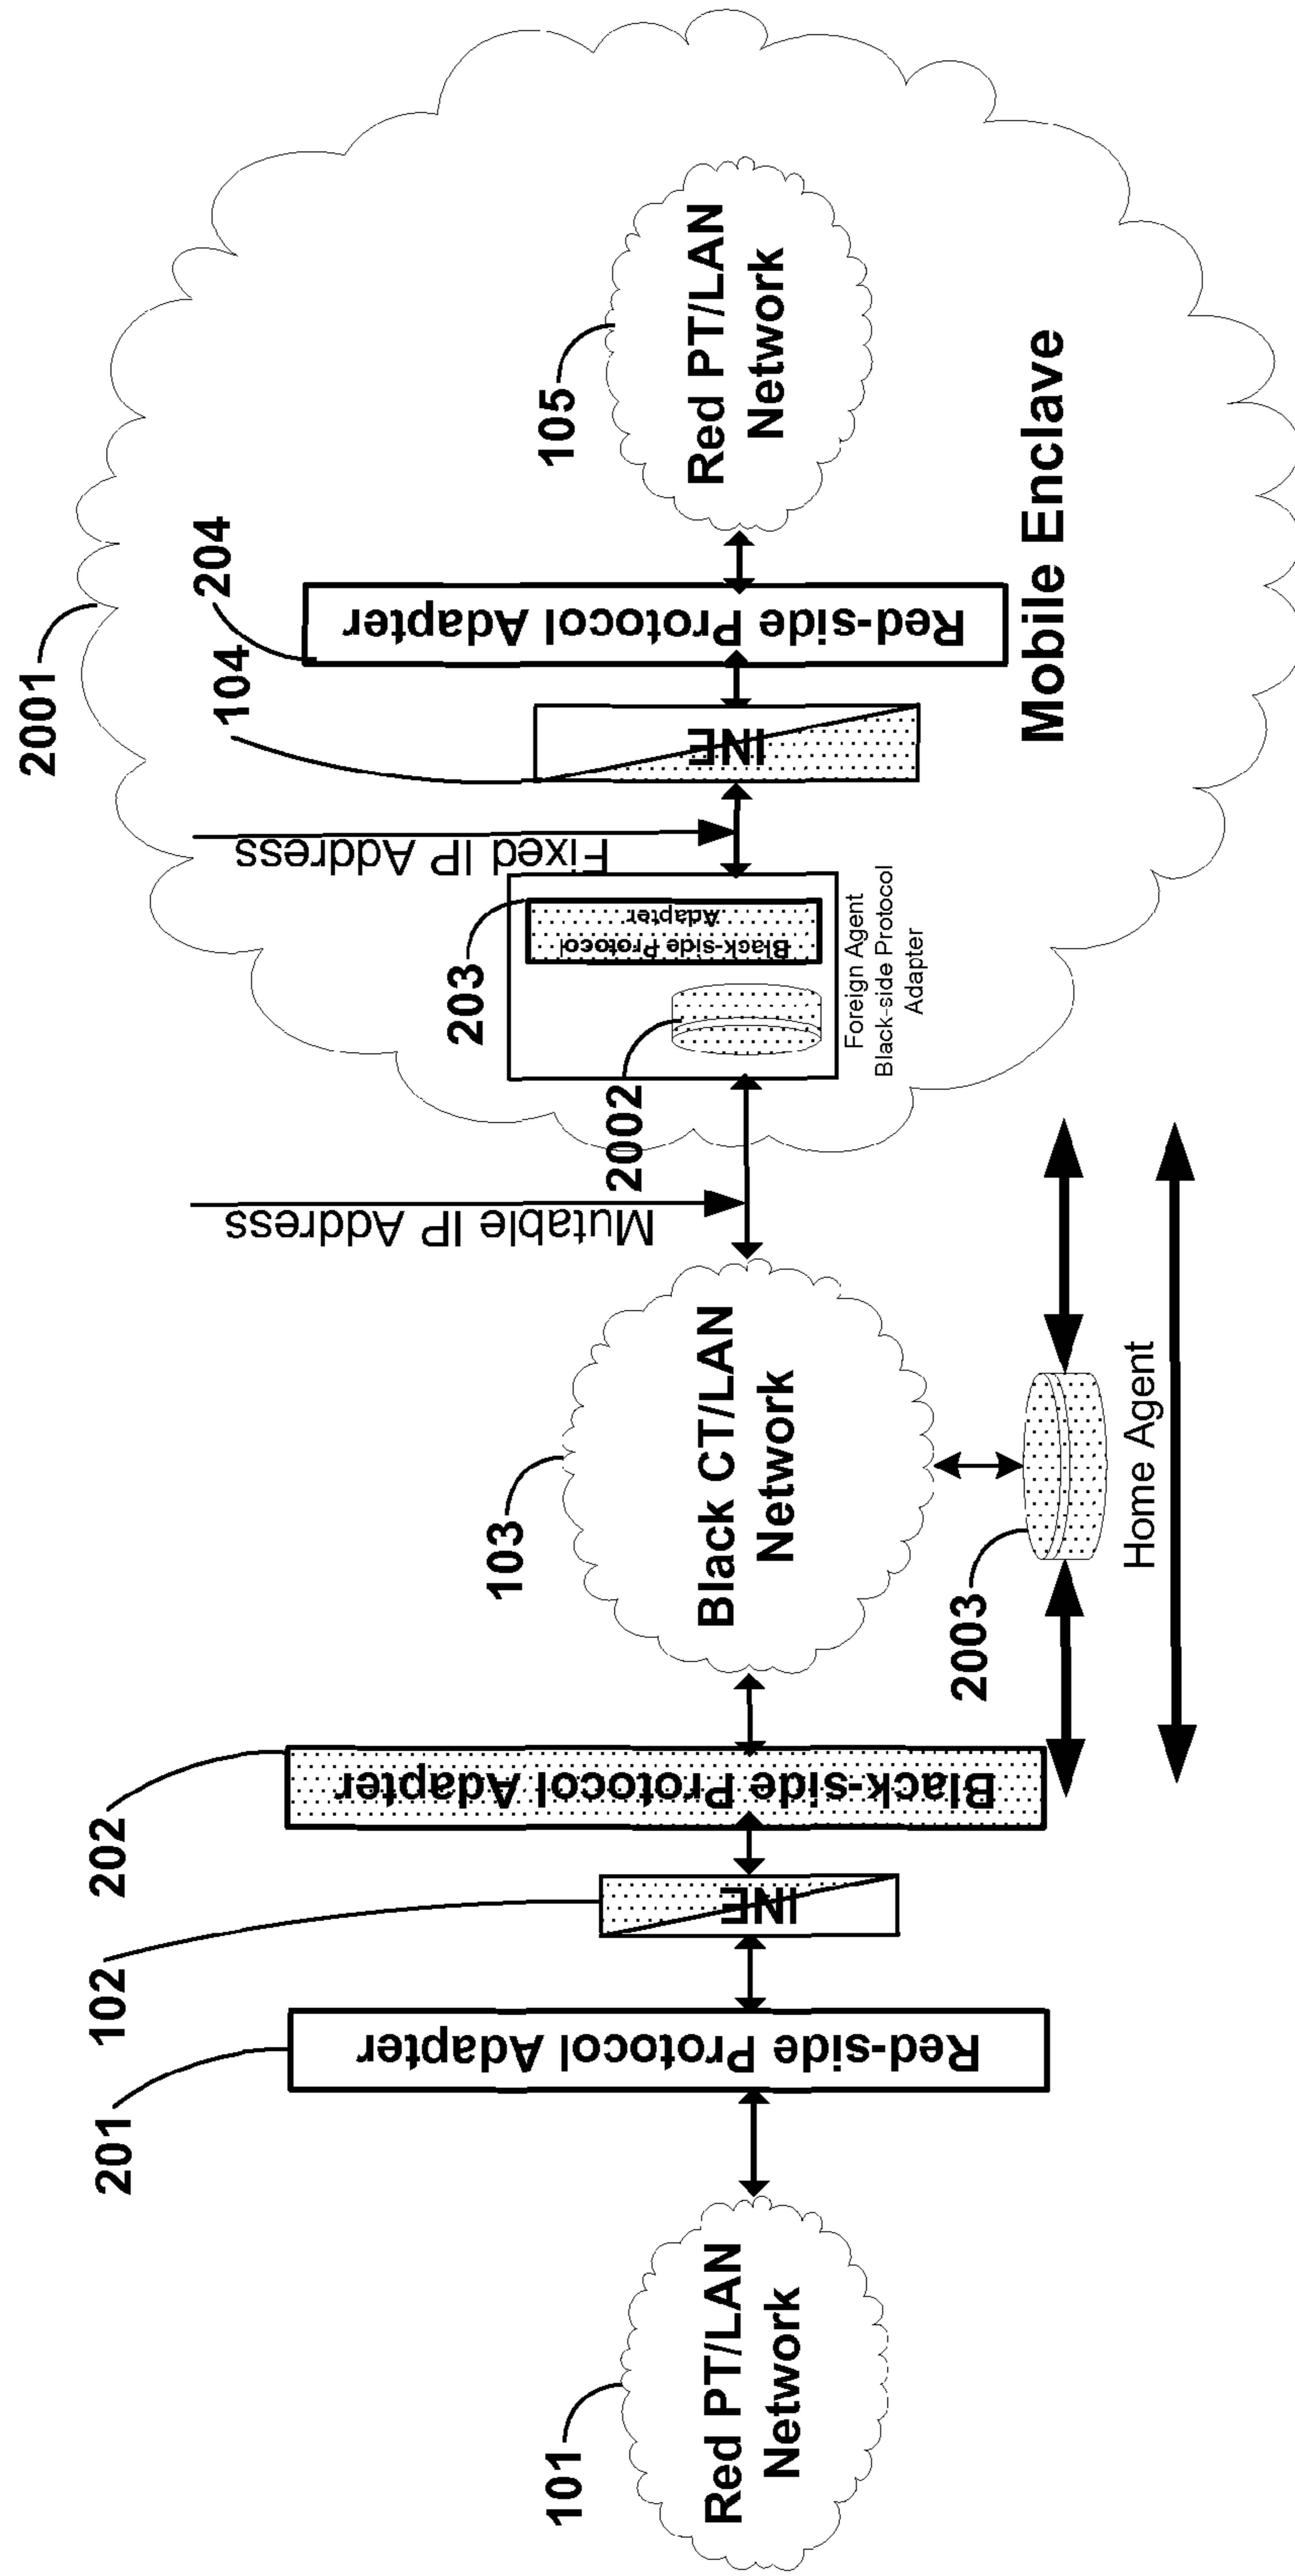 101
Red PT/LAN
Network
201
Red-side Protocol Adapter
102
INE
202
Black-side Protocol Adapter
103
Black CT/LAN
Network
2003
Home Agent
Mutable IP Address
2001
2002
203
Black-side Protocol
Adapter
Foreign Agent
Black-side Protocol
Adapter
Fixed IP Address
104
INE
204
Red-side Protocol Adapter
105
Red PT/LAN
Network
Mobile Enclave